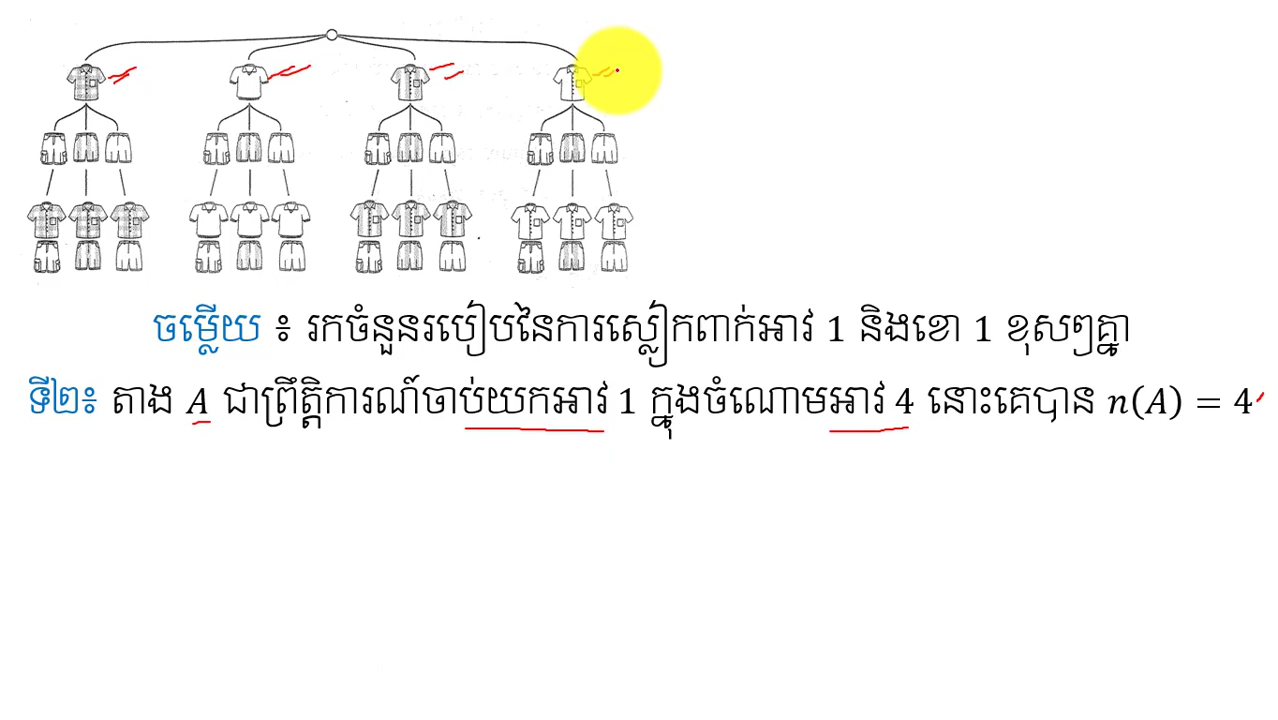 ចម្លើយ ៖ រកចំនួនរបៀបនៃការស្លៀកពាក់អាវ 1 និងខោ 1 ខុសៗគ្នា
ទី២៖ តាង A ជាព្រឹត្តិការណ៍ចាប់យកអាវ 1 ក្នុងចំណោមអាវ 4 នោះគេបាន n(A) = 4